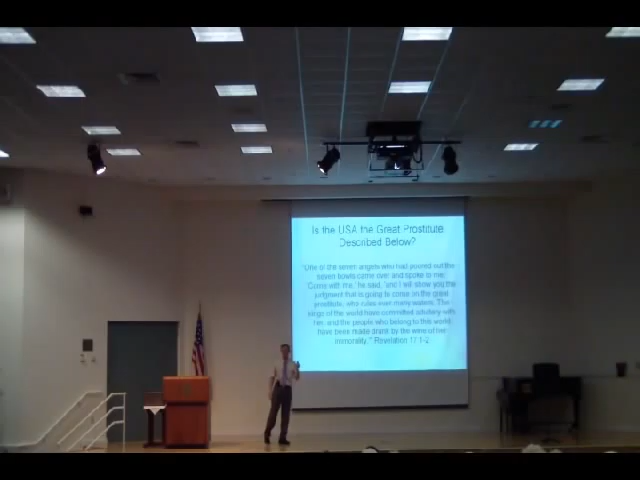 Is the USA the Great Prostitute
Described Below?
"One of the seven angels who had poured out the
seven bowls came over and spoke to me.
'Come with me,' he said, 'and I will show you the
judgment that is going to come on the great
prostitute, who rules over many waters. The
kings of the world have committed adultery with
her, and the people who belong to this world
have been made drunk by the wine of her
immorality.'" Revelation 17:1-2